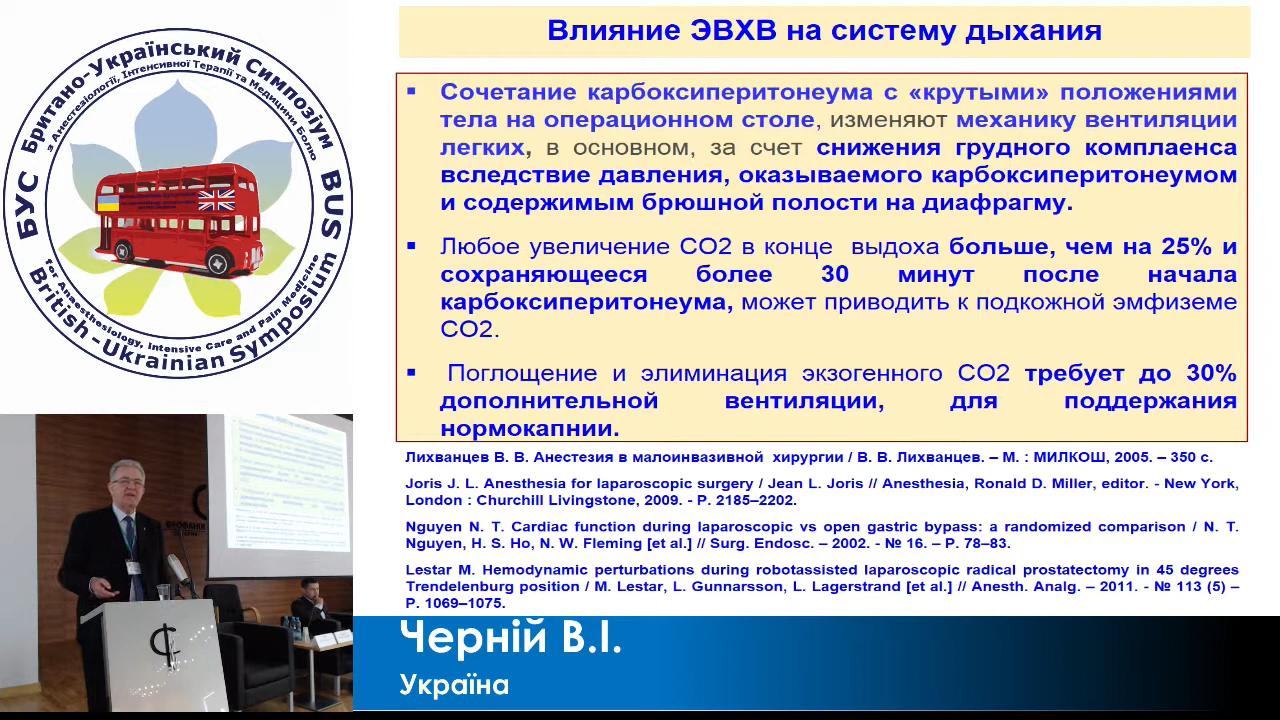 Британо-Український Симпозіум
з Анестезіології, Інтенсивної Терапії та Медицини Болю
БУС
BUS
for Anaesthesiology, Intensive Care and Pain Medicine
British -Ukrainian Symposium
Влияние ЭВХВ на систему дыхания
▪ Сочетание карбоксиперитонеума с «крутыми» положениями
тела на операционном столе, изменяют механику вентиляции
легких, в основном, за счет снижения грудного комплаенса
вследствие давления, оказываемого карбоксиперитонеумом
и содержимым брюшной полости на диафрагму.
▪ Любое увеличение СО2 в конце выдоха больше, чем на 25% и
сохраняющееся более 30 минут после начала
карбоксиперитонеума, может приводить к подкожной эмфиземе
СО2.
▪ Поглощение и элиминация экзогенного СО2 требует до 30%
дополнительной вентиляции, для поддержания
нормокапнии.
Лихванцев В. В. Анестезия в малоинвазивной хирургии / В. В. Лихванцев. – М. : МИЛКОШ, 2005. – 350 с.
Joris J. L. Anesthesia for laparoscopic surgery / Jean L. Joris // Anesthesia, Ronald D. Miller, editor. - New York,
London : Churchill Livingstone, 2009. - P. 2185–2202.
Nguyen N. T. Cardiac function during laparoscopic vs open gastric bypass: a randomized comparison / N. T.
Nguyen, H. S. Ho, N. W. Fleming [et al.] // Surg. Endosc. – 2002. - № 16. – P. 78–83.
Lestar M. Hemodynamic perturbations during robotassisted laparoscopic radical prostatectomy in 45 degrees
Trendelenburg position / M. Lestar, L. Gunnarsson, L. Lagerstrand [et al.] // Anesth. Analg. – 2011. - № 113 (5) –
P. 1069–1075.
Черній В.І.
Україна